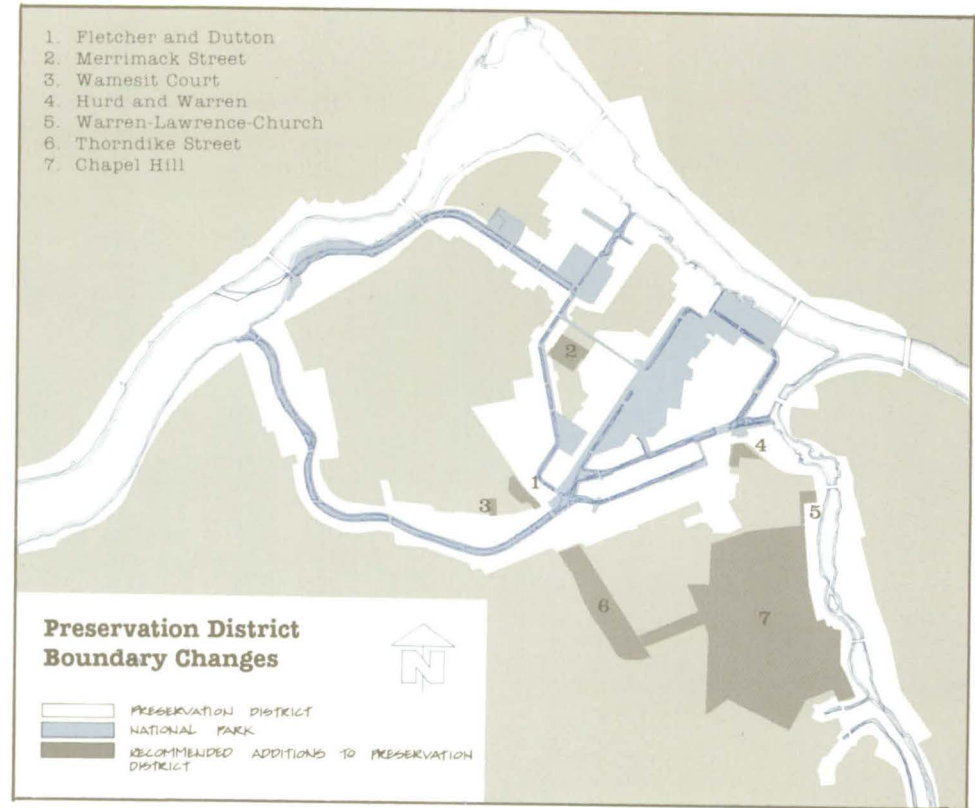 1. Fletcher and Dutton
2. Merrimack Street
3. Wamesit Court
4. Hurd and Warren
5. Warren-Lawrence-Church
6. Thorndike Street
7. Chapel Hill
2
1
3
4
5
6
7
Preservation District
Boundary Changes
N
PRESERVATION DISTRICT
NATIONAL PARK
RECOMMENDED ADDITIONS TO PRESERVATION
DISTRICT